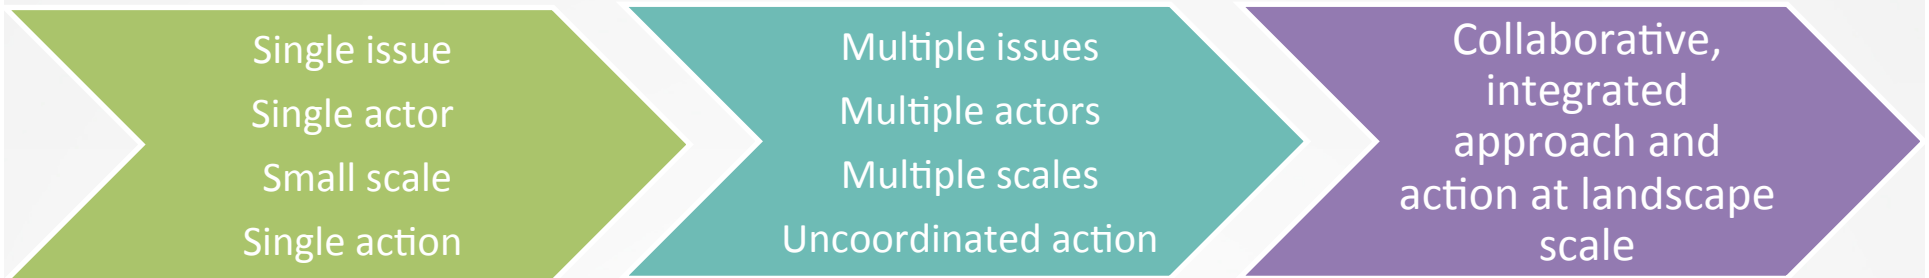 Single issue
Single actor
Small scale
Single action
Multiple issues
Multiple actors
Multiple scales
Uncoordinated action
Collaborative,
integrated
approach and
action at landscape
scale